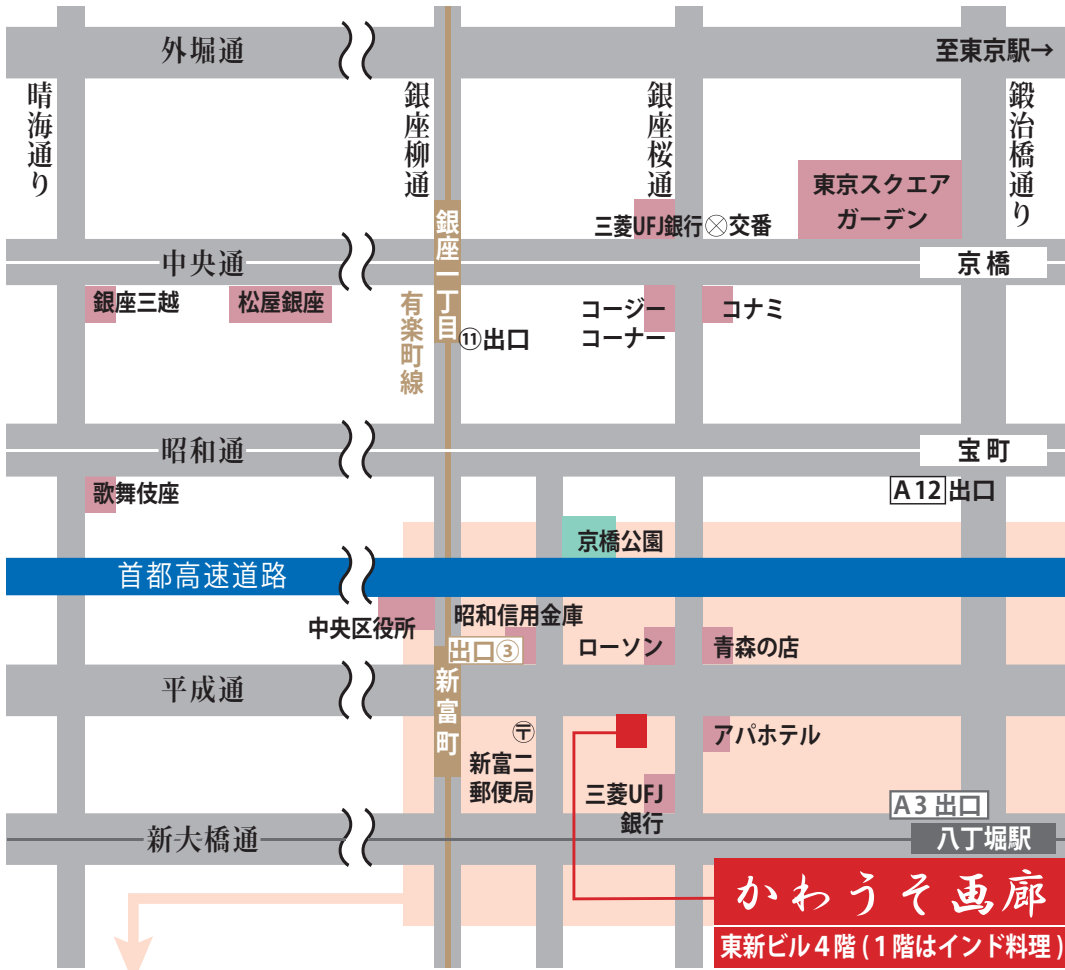 外堀通
至東京駅→
晴海通り
銀座柳通
銀座桜通
鍛治橋通り
東京スクエア
ガーデン
銀座一丁目
三菱UFJ銀行
交番
中央通
京橋
銀座三越
松屋銀座
有楽町線
⑪出口
コージー
コーナー
コナミ
昭和通
宝町
歌舞伎座
A12出口
京橋公園
首都高速道路
中央区役所
昭和信用金庫
出口③
ローソン
青森の店
平成通
新富町
〒
新富二
郵便局
アパホテル
三菱UFJ
銀行
A3出口
新大橋通
八丁堀駅
かわうそ画廊
東新ビル4階(1階はインド料理)